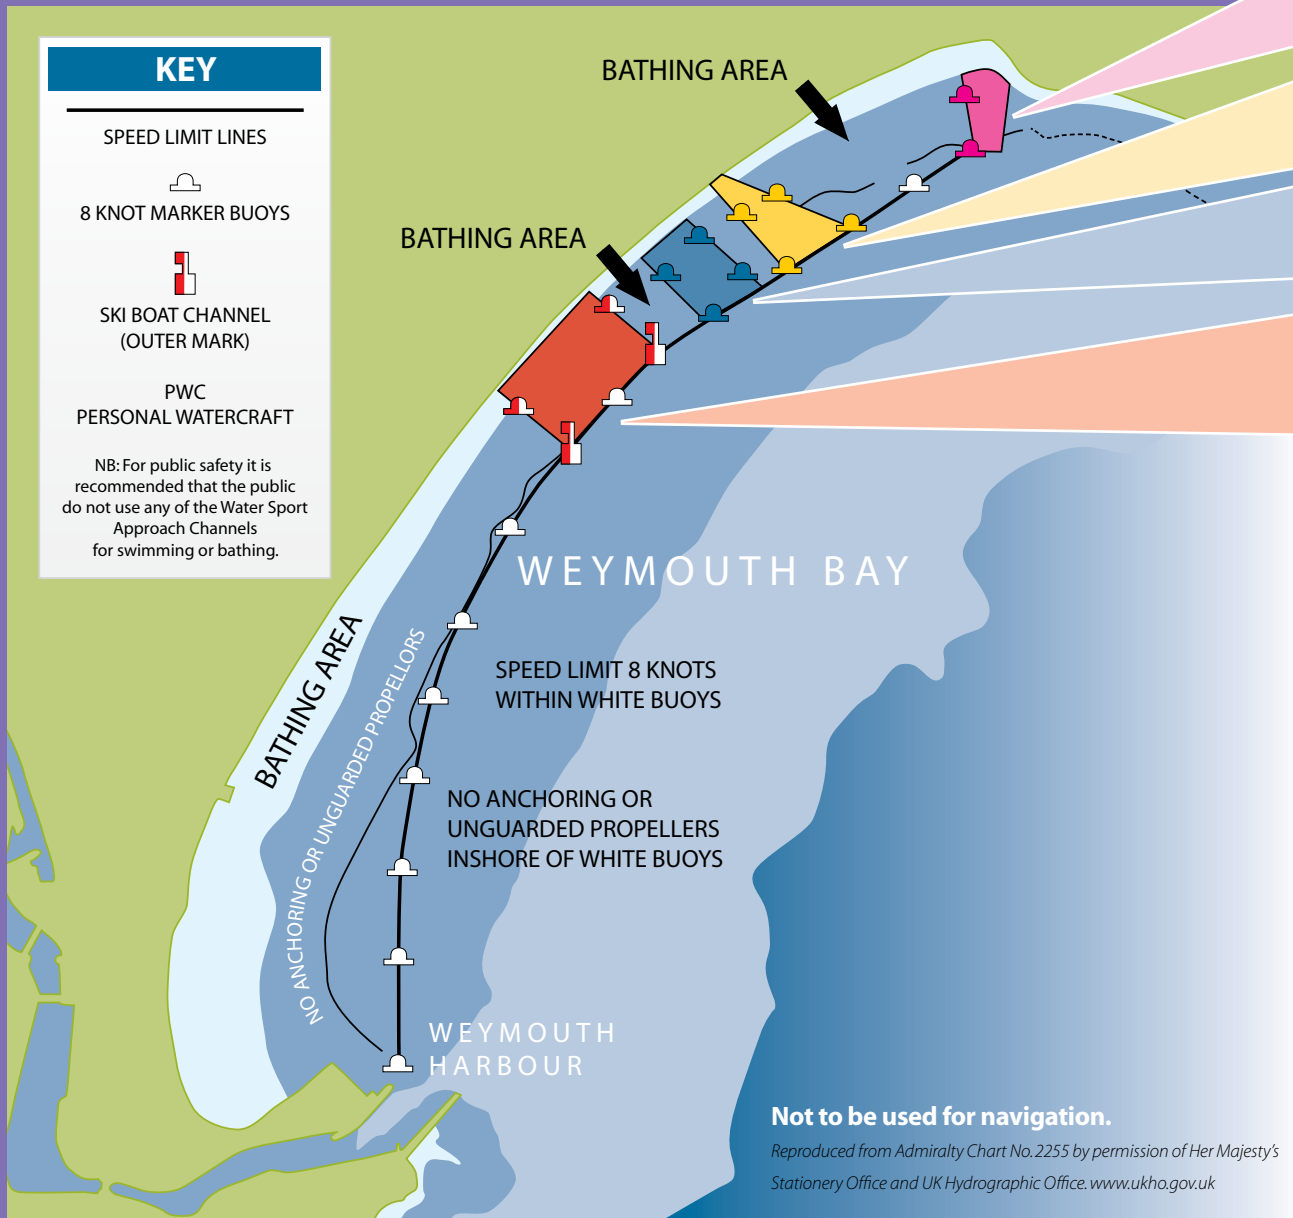 KEY
SPEED LIMIT LINES
8 KNOT MARKER BUOYS
SKI BOAT CHANNEL
(OUTER MARK)
PWC
PERSONAL WATERCRAFT
NB: For public safety it is
recommended that the public
do not use any of the Water Sport
Approach Channels
for swimming or bathing.
BATHING AREA
BATHING AREA
WEYMOUTH BAY
BATHING AREA
NO ANCHORING OR UNGUARDED PROPELLORS
SPEED LIMIT 8 KNOTS
WITHIN WHITE BUOYS
NO ANCHORING OR
UNGUARDED PROPELLERS
INSHORE OF WHITE BUOYS
WEYMOUTH
HARBOUR
Not to be used for navigation.
Reproduced from Admiralty Chart No. 2255 by permission of Her Majesty's
Stationery Office and UK Hydrographic Office. www.ukho.gov.uk